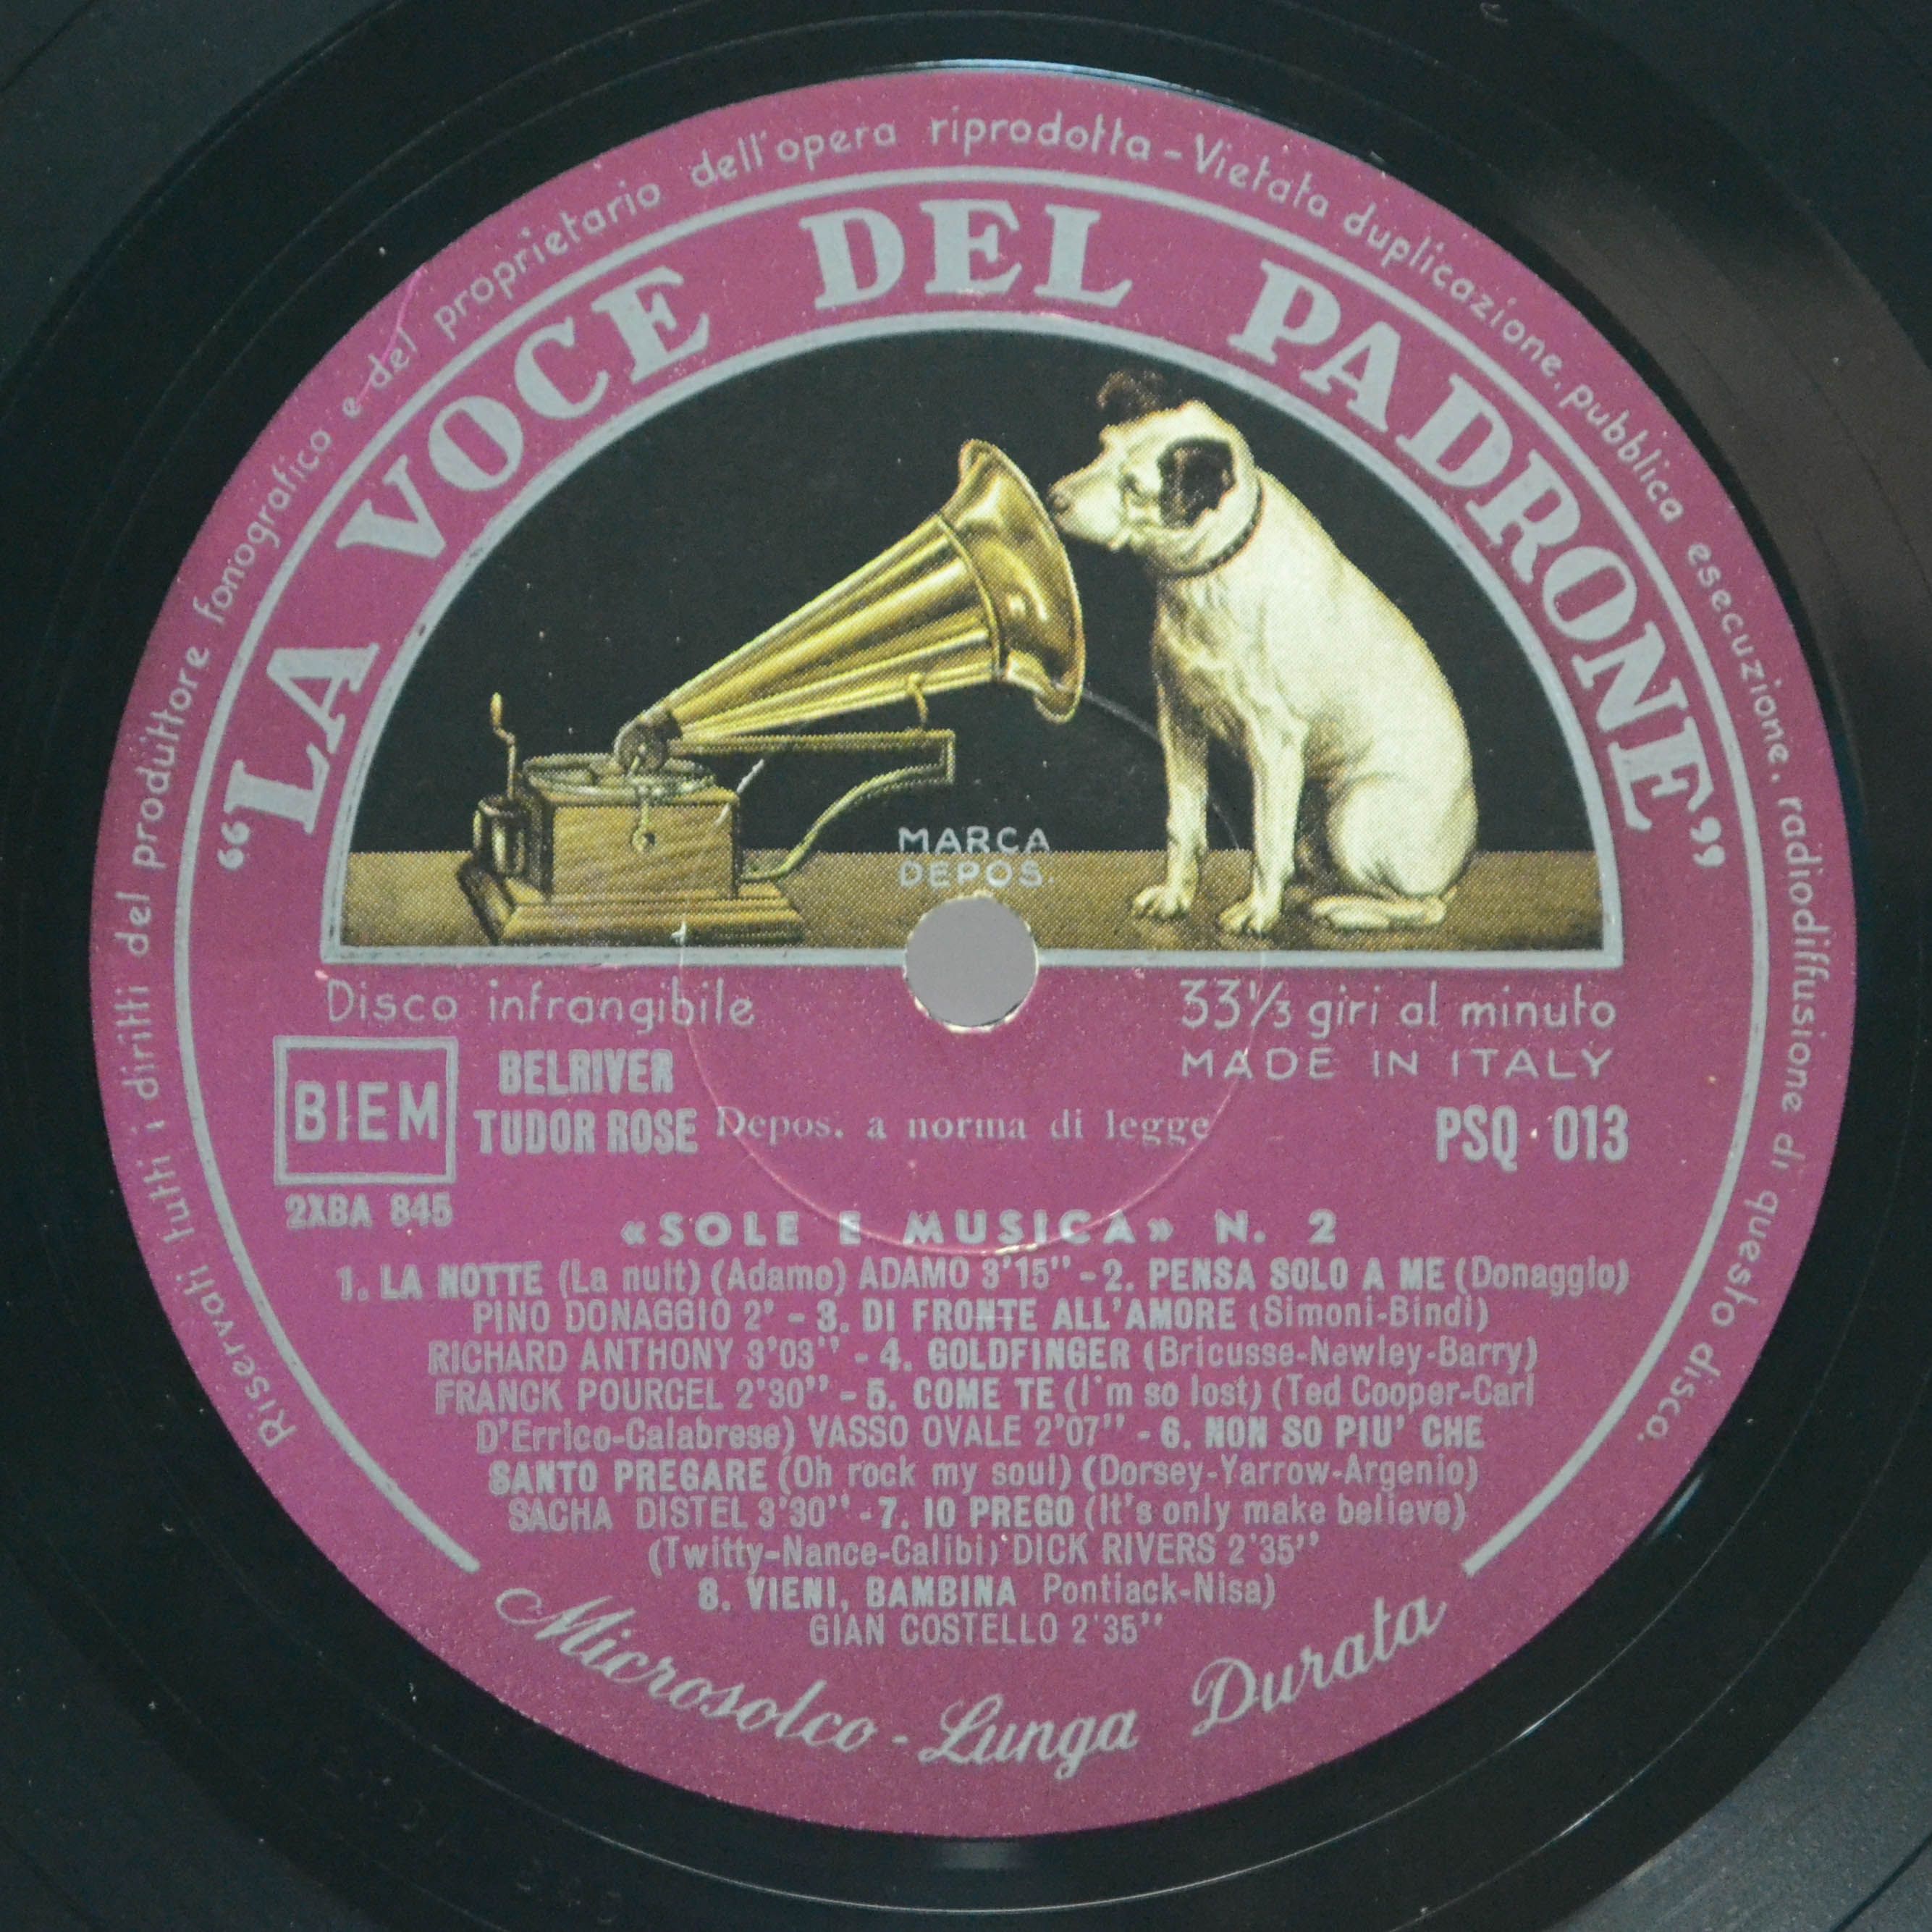 Riservati tutti i diritti del produttore fonografico e del proprietario dell'opera riprodotta - Vietata duplicazione, pubblica esecuzione, radiodiffusione di questo disco.
“LA VOCE DEL PADRONE”
MARCA
DEPOS.
Disco infrangibile
33⅓ giri al minuto
MADE IN ITALY
BIEM
BELRIVER
TUDOR ROSE
Depos. a norma di legge
PSQ 013
2XBA 845
«SOLE E MUSICA» N. 2
1. LA NOTTE (La nuit) (Adamo) ADAMO 3'15'' - 2. PENSA SOLO A ME (Donaggio)
PINO DONAGGIO 2' - 3. DI FRONTE ALL'AMORE (Simoni-Bindi)
RICHARD ANTHONY 3'03'' - 4. GOLDFINGER (Bricusse-Newley-Barry)
FRANCK POURCEL 2'30'' - 5. COME TE (I'm so lost) (Ted Cooper-Carl
D'Errico-Calabrese) VASSO OVALE 2'07'' - 6. NON SO PIU' CHE
SANTO PREGARE (Oh rock my soul) (Dorsey-Yarrow-Argenio)
SACHA DISTEL 3'30'' - 7. IO PREGO (It's only make believe)
(Twitty-Nance-Calibi) DICK RIVERS 2'35''
8. VIENI, BAMBINA Pontiack-Nisa)
GIAN COSTELLO 2'35''
Microsolco - Lunga Durata